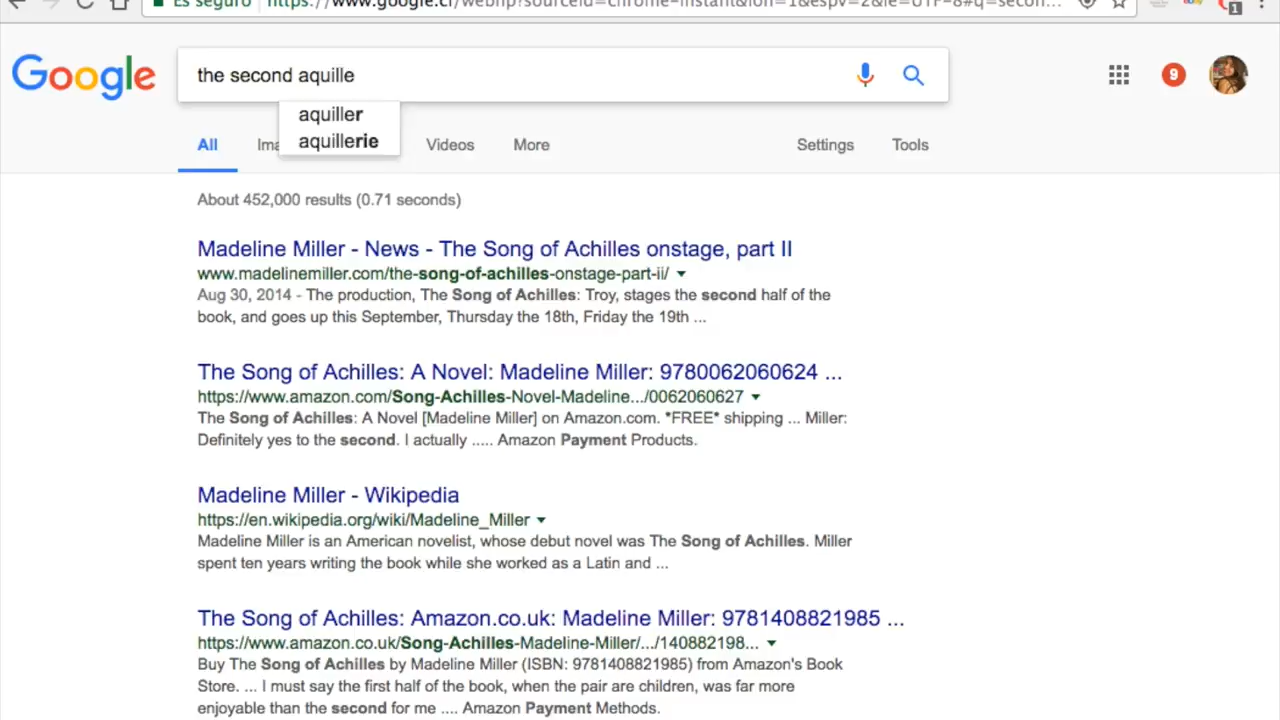 Es seguro https://www.google.cl/webhp?sourceid=chrome-instant&ion=1&espv=2&ie=UTF-8#q=secon...
1
Google
the second aquille
9
aquiller
aquillerie
All
Ima
Videos
More
Settings
Tools
About 452,000 results (0.71 seconds)
Madeline Miller - News - The Song of Achilles onstage, part II
www.madelinemiller.com/the-song-of-achilles-onstage-part-ii/
Aug 30, 2014 - The production, The Song of Achilles: Troy, stages the second half of the
book, and goes up this September, Thursday the 18th, Friday the 19th ...
The Song of Achilles: A Novel: Madeline Miller: 9780062060624 ...
https://www.amazon.com/Song-Achilles-Novel-Madeline.../0062060627
The Song of Achilles: A Novel [Madeline Miller] on Amazon.com. *FREE* shipping ... Miller:
Definitely yes to the second. I actually ..... Amazon Payment Products.
Madeline Miller - Wikipedia
https://en.wikipedia.org/wiki/Madeline_Miller
Madeline Miller is an American novelist, whose debut novel was The Song of Achilles. Miller
spent ten years writing the book while she worked as a Latin and ...
The Song of Achilles: Amazon.co.uk: Madeline Miller: 9781408821985 ...
https://www.amazon.co.uk/Song-Achilles-Madeline-Miller/.../140882198...
Buy The Song of Achilles by Madeline Miller (ISBN: 9781408821985) from Amazon's Book
Store. ... I must say the first half of the book, when the pair are children, was far more
enjoyable than the second for me .... Amazon Payment Methods.